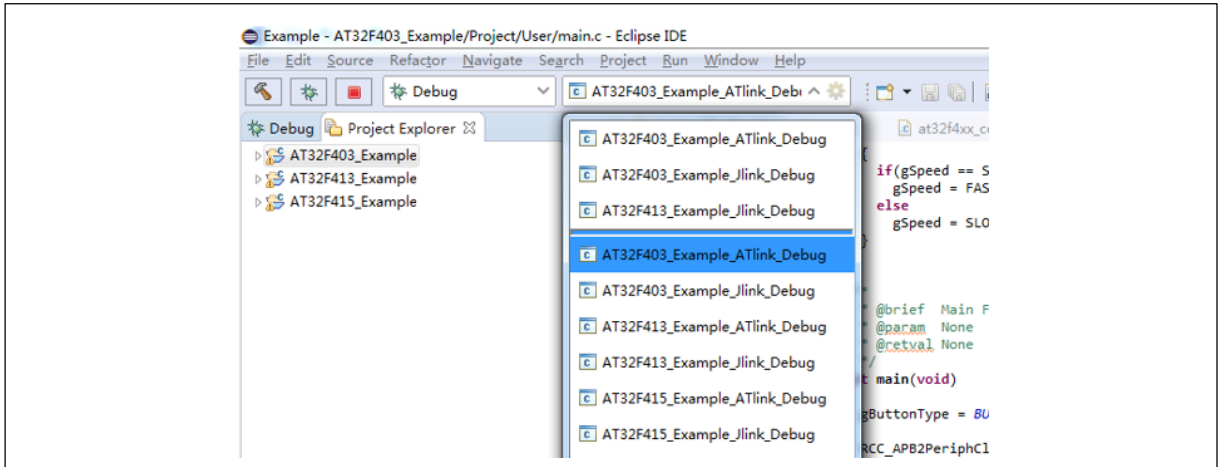 Example - AT32F403_Example/Project/User/main.c - Eclipse IDE
File Edit Source Refactor Navigate Search Project Run Window Help
Debug
AT32F403_Example_ATlink_Deb
Debug Project Explorer
AT32F403_Example
AT32F413_Example
AT32F415_Example
AT32F403_Example_ATlink_Debug
AT32F403_Example_Jlink_Debug
AT32F413_Example_Jlink_Debug
AT32F403_Example_ATlink_Debug
AT32F403_Example_Jlink_Debug
AT32F413_Example_ATlink_Debug
AT32F413_Example_Jlink_Debug
AT32F415_Example_ATlink_Debug
AT32F415_Example_Jlink_Debug
at32f4xx_c
{
if(gSpeed == S
gSpeed = FAS
else
gSpeed = SLO
}
*
* @brief Main F
* @param None
* @retval None
*/
t main(void)
gButtonType = BU
RCC_APB2PeriphCl